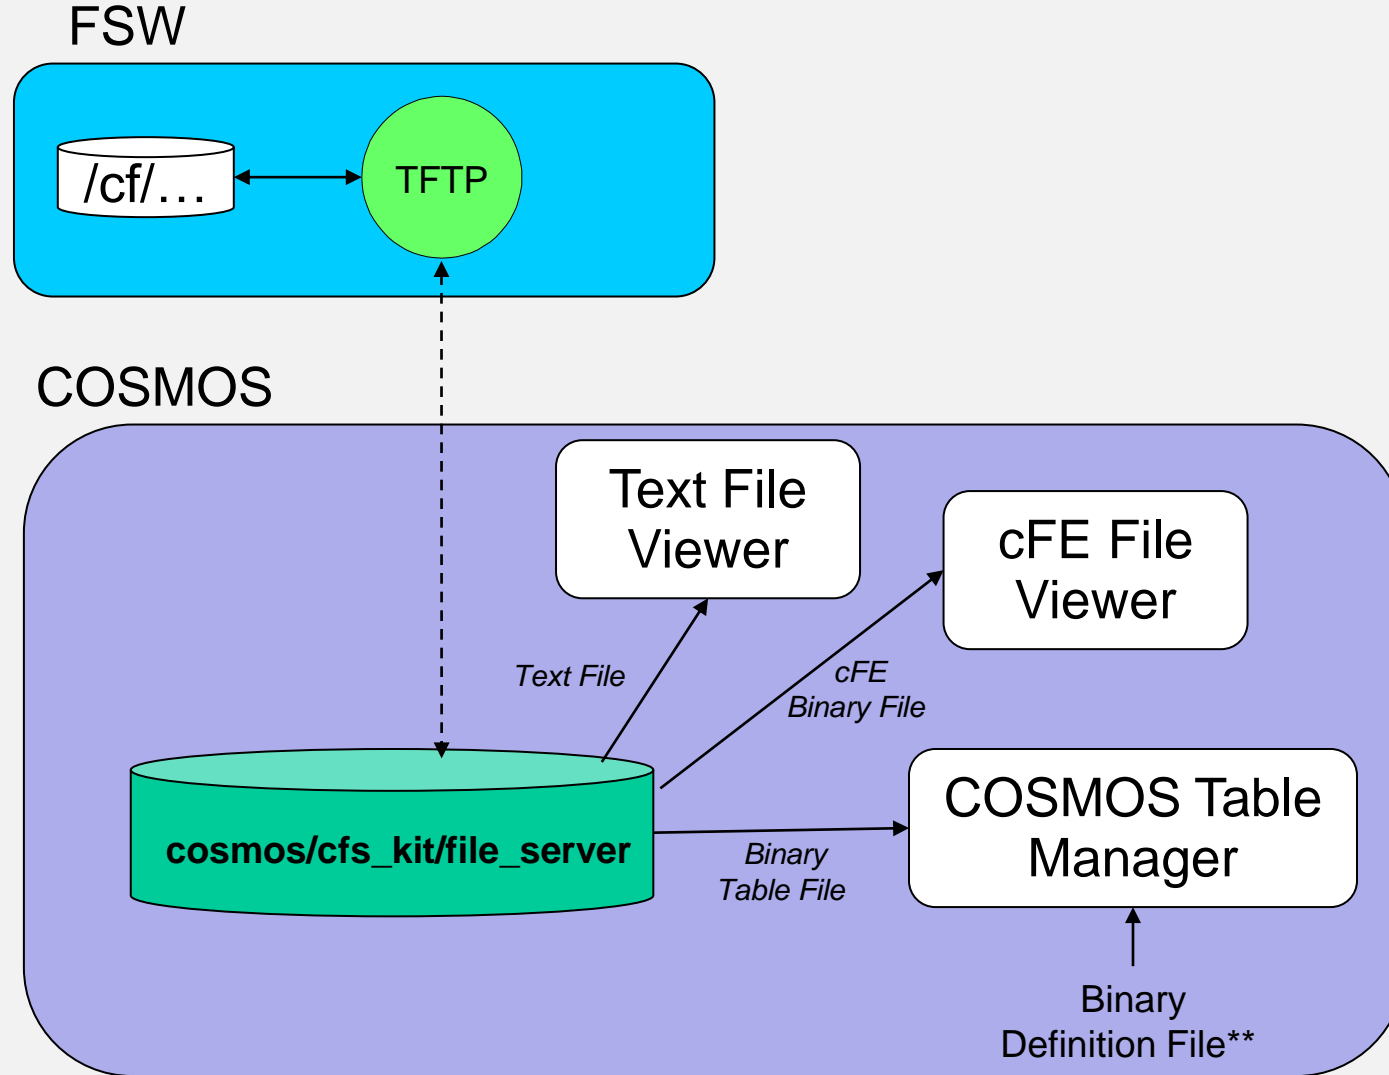 FSW
/cf/…
TFTP
COSMOS
Text File
Viewer
cFE File
Viewer
Text File
cFE
Binary File
COSMOS Table
Manager
cosmos/cfs_kit/file_server
Binary
Table File
Binary
Definition File**